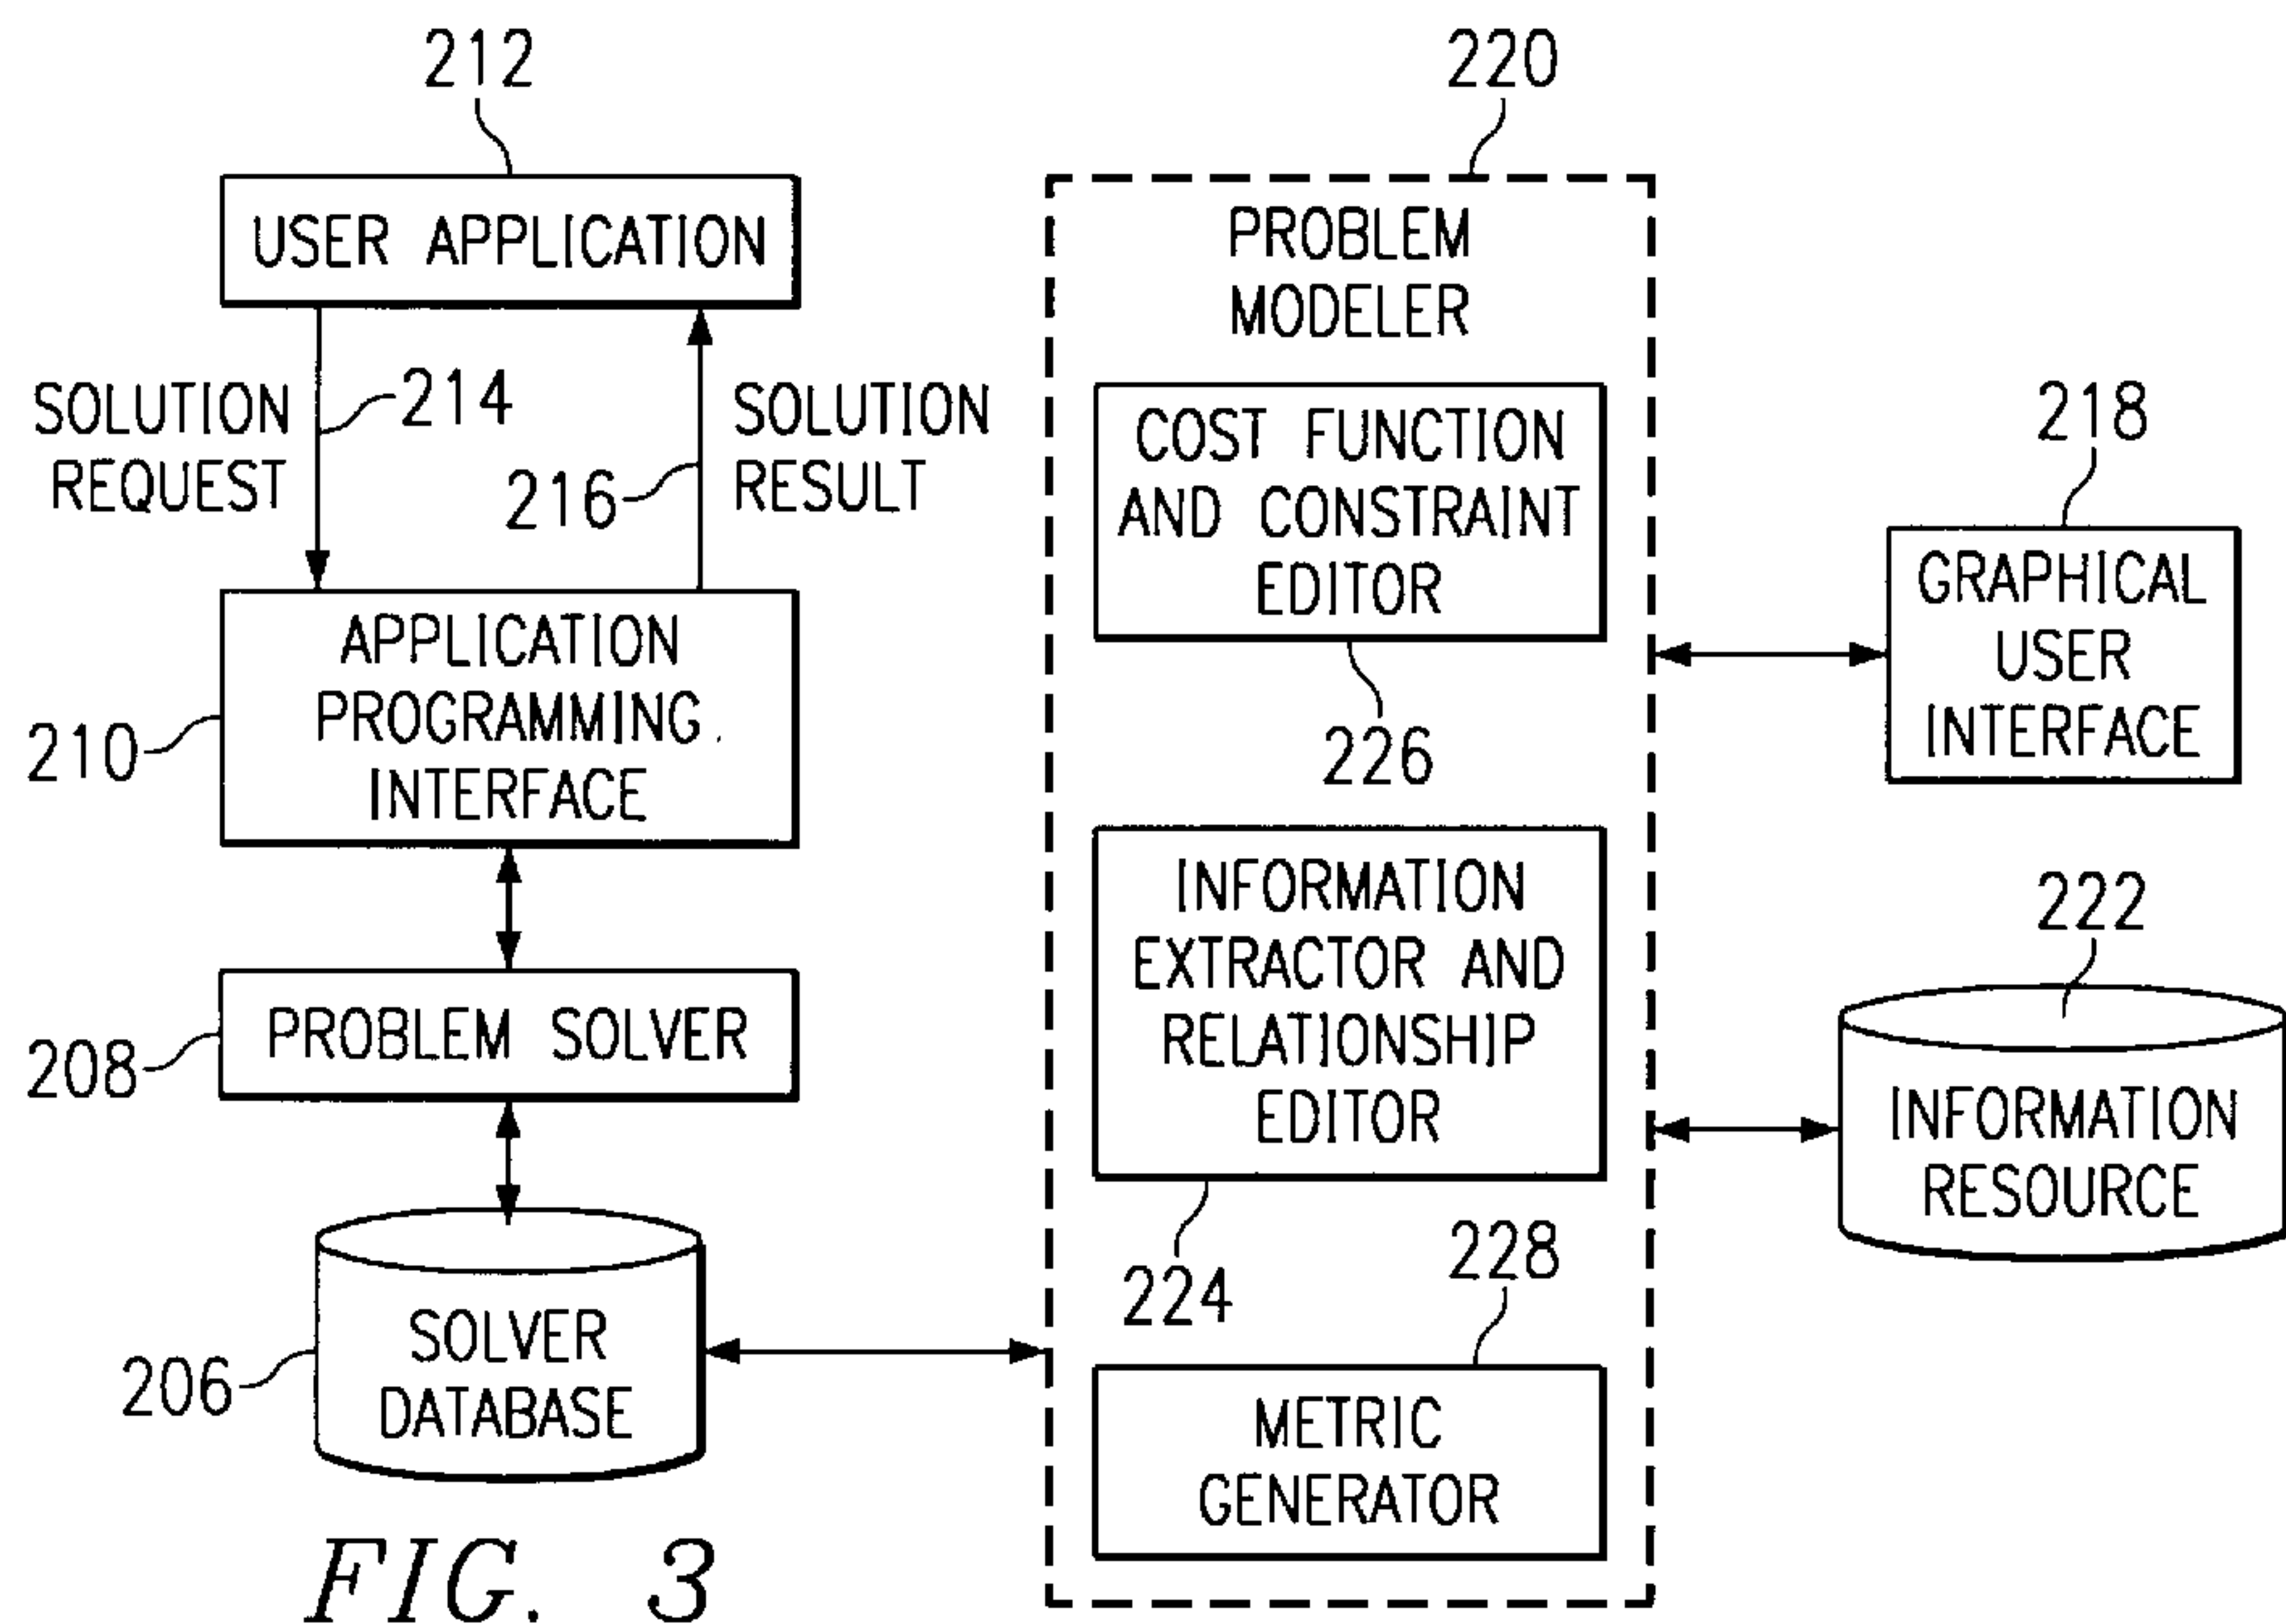 212
USER APPLICATION
SOLUTION
REQUEST
214
216
SOLUTION
RESULT
APPLICATION
PROGRAMMING
INTERFACE
210
PROBLEM SOLVER
208
SOLVER
DATABASE
206
FIG. 3
220
PROBLEM
MODELER
COST FUNCTION
AND CONSTRAINT
EDITOR
226
INFORMATION
EXTRACTOR AND
RELATIONSHIP
EDITOR
224
228
METRIC
GENERATOR
218
GRAPHICAL
USER
INTERFACE
222
INFORMATION
RESOURCE